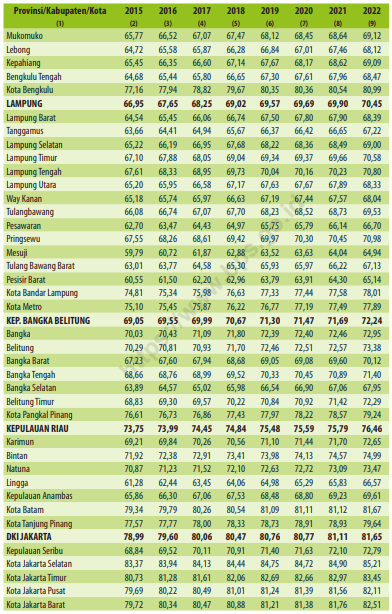 Provinsi/Kabupaten/Kota 2015 2016 2017 2018 2019 2020 2021 2022
(1) (2) (3) (4) (5) (6) (7) (8) (9)
Mukomuko 65,77 66,52 67,07 67,47 68,12 68,45 68,64 69,12
Lebong 64,72 65,58 65,87 66,28 66,84 67,01 67,46 68,12
Kepahiang 65,45 66,35 66,60 67,14 67,67 68,17 68,62 69,09
Bengkulu Tengah 64,68 65,44 65,80 66,65 67,30 67,61 67,96 68,47
Kota Bengkulu 77,16 77,94 78,82 79,67 80,35 80,36 80,54 80,99
LAMPUNG 66,95 67,65 68,25 69,02 69,57 69,69 69,90 70,45
Lampung Barat 64,54 65,45 66,06 66,74 67,50 67,80 67,90 68,39
Tanggamus 63,66 64,41 64,94 65,67 66,37 66,42 66,65 67,22
Lampung Selatan 65,22 66,19 66,95 67,68 68,22 68,36 68,49 69,00
Lampung Timur 67,10 67,88 68,05 69,04 69,34 69,37 69,66 70,58
Lampung Tengah 67,61 68,33 68,95 69,73 70,04 70,16 70,23 70,80
Lampung Utara 65,20 65,95 66,58 67,17 67,63 67,67 67,89 68,33
Way Kanan 65,18 65,74 65,97 66,63 67,19 67,44 67,57 68,04
Tulangbawang 66,08 66,74 67,07 67,70 68,23 68,52 68,73 69,53
Pesawaran 62,70 63,47 64,43 64,97 65,75 65,79 66,14 66,70
Pringsewu 67,55 68,26 68,61 69,42 69,97 70,30 70,45 70,98
Mesuji 59,79 60,72 61,87 62,88 63,52 63,63 64,04 64,94
Tulang Bawang Barat 63,01 63,77 64,58 65,30 65,93 65,97 66,22 67,13
Pesisir Barat 60,55 61,50 62,20 62,96 63,79 63,91 64,30 65,14
Kota Bandar Lampung 74,81 75,34 75,98 76,63 77,33 77,44 77,58 78,01
Kota Metro 75,10 75,45 75,87 76,22 76,77 77,19 77,49 77,89
KEP. BANGKA BELITUNG 69,05 69,55 69,99 70,67 71,30 71,47 71,69 72,24
Bangka 70,03 70,43 71,09 71,80 72,39 72,40 72,46 72,95
Belitung 70,29 70,81 70,93 71,70 72,46 72,51 72,57 73,38
Bangka Barat 67,23 67,60 67,94 68,68 69,05 69,08 69,60 70,12
Bangka Tengah 68,66 68,76 68,99 69,52 70,33 70,45 70,89 71,40
Bangka Selatan 63,89 64,57 65,02 65,98 66,54 66,90 67,06 67,95
Belitung Timur 68,83 69,30 69,57 70,22 70,84 70,92 71,42 72,29
Kota Pangkal Pinang 76,61 76,73 76,86 77,43 77,97 78,22 78,57 79,24
KEPULAUAN RIAU 73,75 73,99 74,45 74,84 75,48 75,59 75,79 76,46
Karimun 69,21 69,84 70,26 70,56 71,10 71,44 71,70 72,65
Bintan 71,92 72,38 72,91 73,41 73,98 74,13 74,57 74,99
Natuna 70,87 71,23 71,52 72,10 72,63 72,72 73,09 73,47
Lingga 61,28 62,44 63,45 64,06 64,98 65,29 65,83 66,57
Kepulauan Anambas 65,86 66,30 67,06 67,53 68,48 68,80 69,23 69,61
Kota Batam 79,34 79,79 80,26 80,54 81,09 81,11 81,12 81,67
Kota Tanjung Pinang 77,57 77,77 78,00 78,33 78,73 78,91 78,93 79,64
DKI JAKARTA 78,99 79,60 80,06 80,47 80,76 80,77 81,11 81,65
Kepulauan Seribu 68,84 69,52 70,11 70,91 71,40 71,63 72,10 72,79
Kota Jakarta Selatan 83,37 83,94 84,13 84,44 84,75 84,72 84,90 85,21
Kota Jakarta Timur 80,73 81,28 81,61 82,06 82,69 82,66 82,97 83,45
Kota Jakarta Pusat 79,69 80,22 80,49 81,01 81,24 81,39 81,56 82,11
Kota Jakarta Barat 79,72 80,34 80,47 80,88 81,21 81,38 81,76 82,51